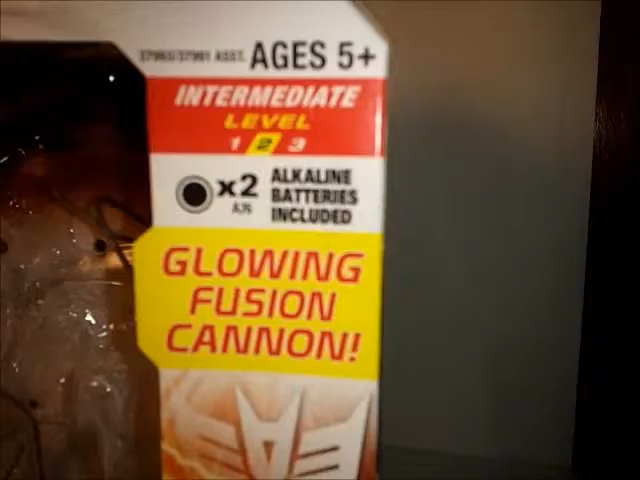 AGES 5+
INTERMEDIATE
LEVEL
1 2 3
x2 ALKALINE
BATTERIES
INCLUDED
GLOWING
FUSION
CANNON!